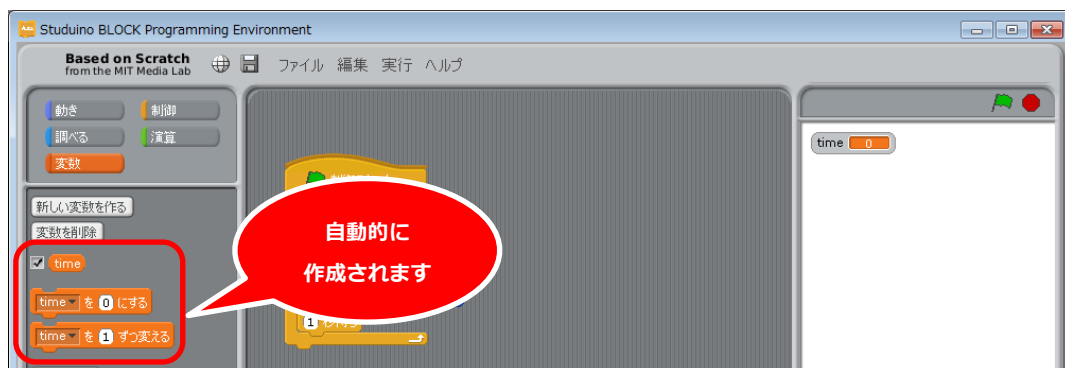 Studuino BLOCK Programming Environment
Based on Scratch
from the MIT Media Lab
ファイル 編集 実行 ヘルプ
動き 制御
調べる 演算
変数
新しい変数を作る
変数を削除
time
time を 0 にする
time を 1 ずつ変える
自動的に
作成されます
1
time 0